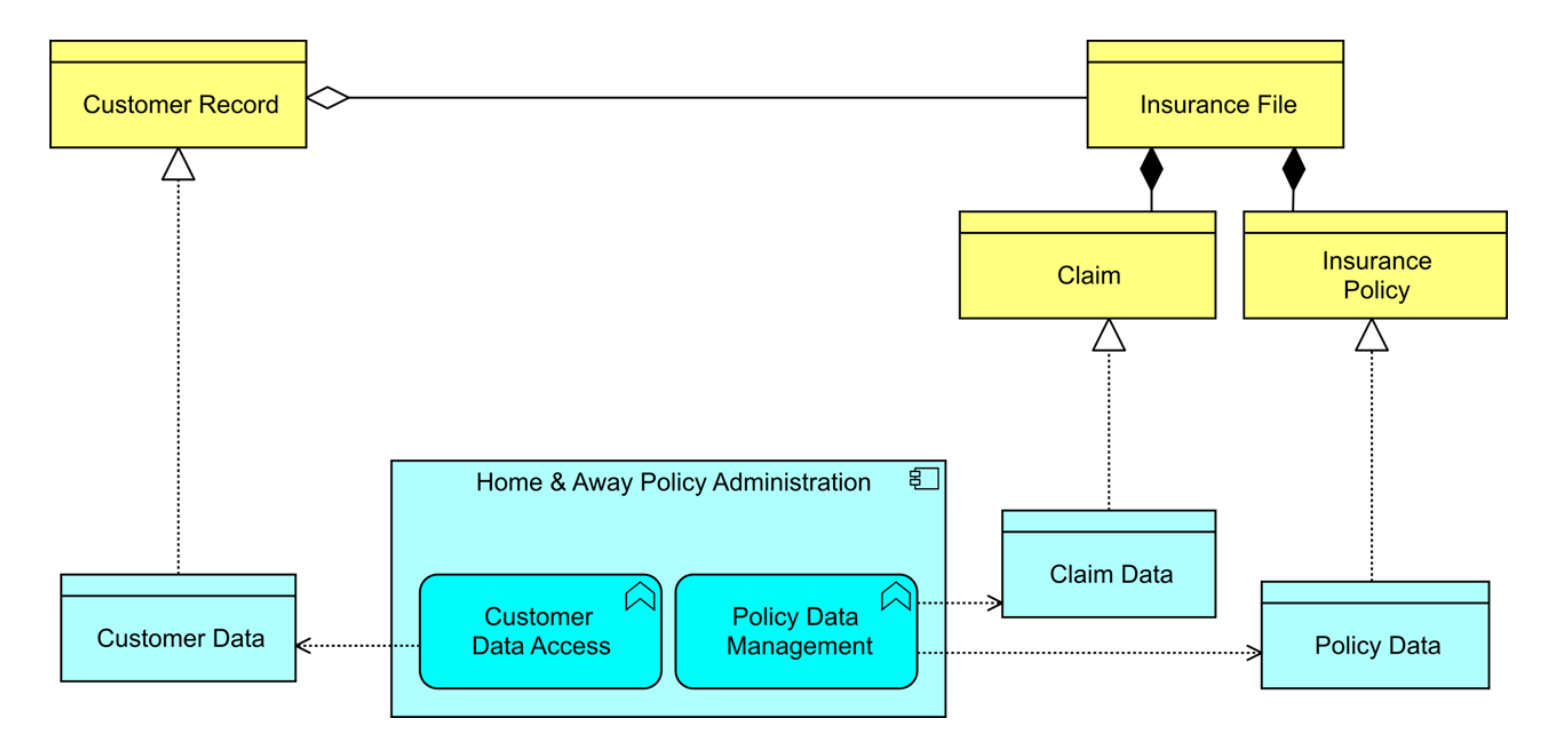 Customer Record
Insurance File
Claim
Insurance
Policy
Home & Away Policy Administration
Customer
Data Access
Policy Data
Management
Claim Data
Customer Data
Policy Data